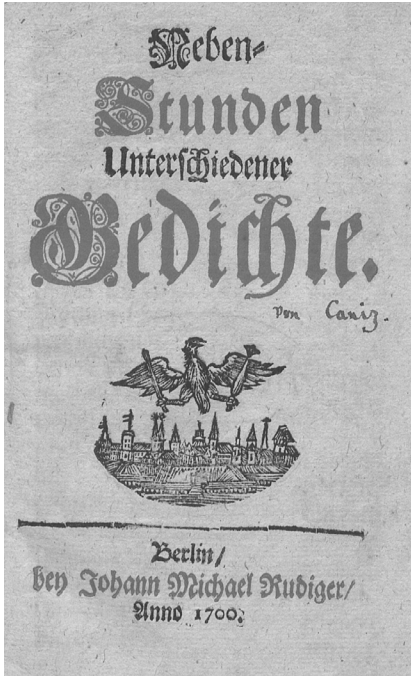 Neben-
Stunden
Unterschiedener
Gedichte.
von Caniz.
Berlin/
bey Johann Michael Rudiger/
Anno 1700.